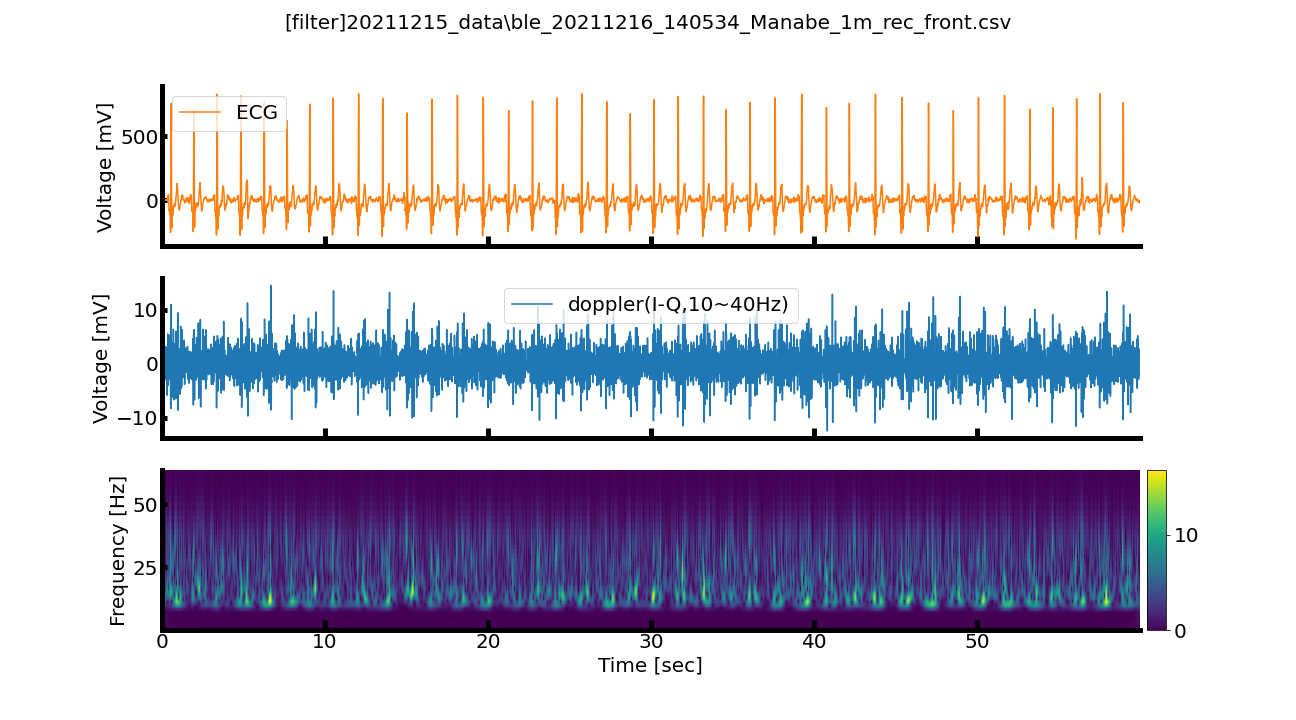 [filter]20211215_data\ble_20211216_140534_Manabe_1m_rec_front.csv
Voltage [mV]
500
0
ECG
Voltage [mV]
10
0
−10
doppler(I-Q,10~40Hz)
Frequency [Hz]
50
25
10
0
0 10 20 30 40 50
Time [sec]